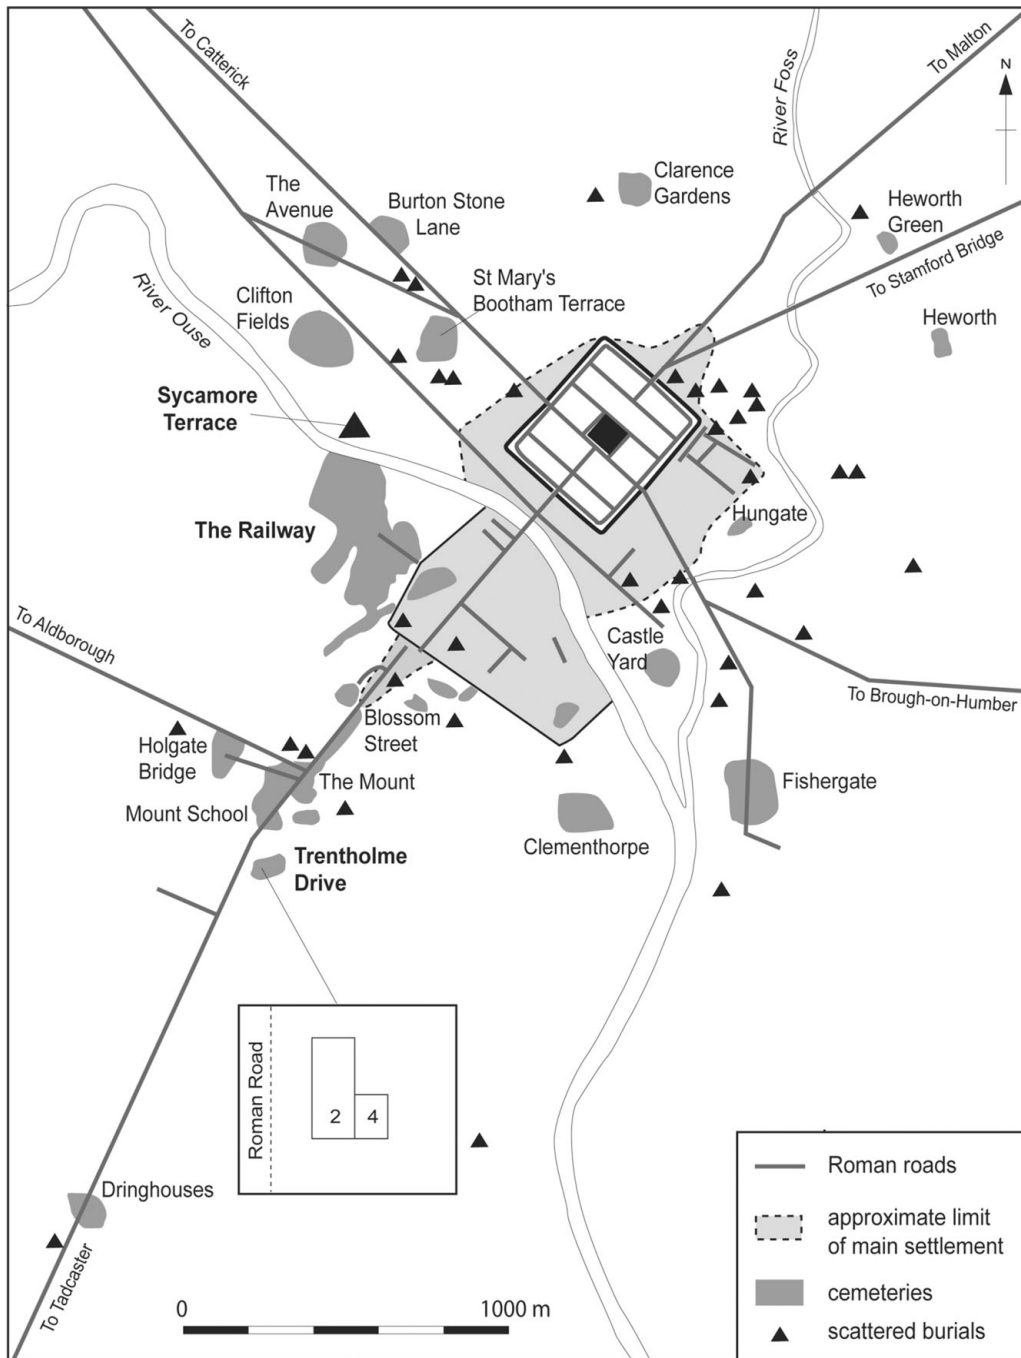 To Catterick
River Foss
To Malton
N
The
Avenue
Burton Stone
Lane
Clarence
Gardens
Heworth
Green
To Stamford Bridge
River Ouse
Clifton
Fields
St Mary's
Bootham Terrace
Heworth
Sycamore
Terrace
The Railway
Hungate
To Aldborough
Castle
Yard
To Brough-on-Humber
Blossom
Street
Holgate
Bridge
The Mount
Mount School
Fishergate
Clementhorpe
Trentholme
Drive
Roman Road
2
4
Dringhouses
To Tadcaster
0
1000 m
Roman roads
approximate limit
of main settlement
cemeteries
scattered burials